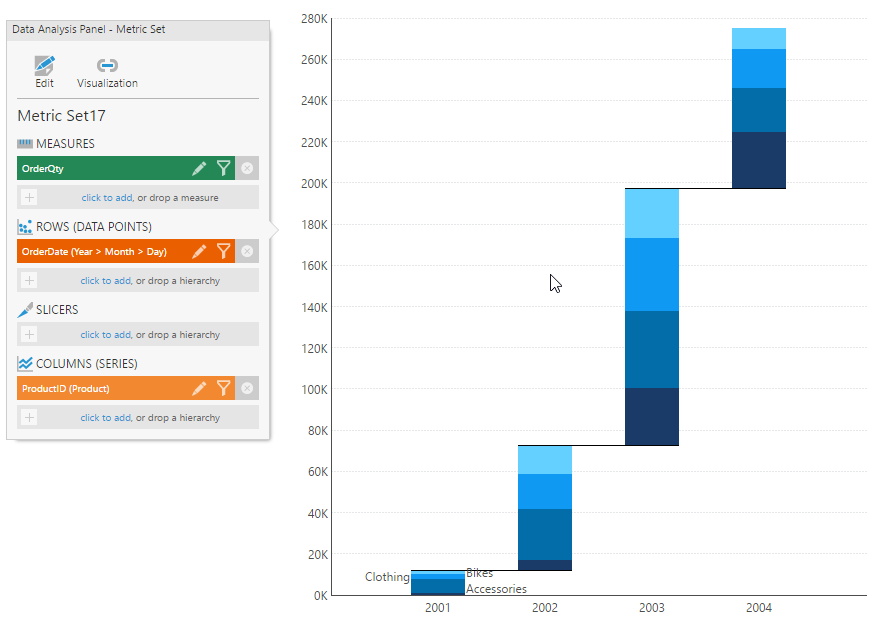 Data Analysis Panel - Metric Set
Edit
Visualization
Metric Set17
MEASURES
OrderQty
click to add, or drop a measure
ROWS (DATA POINTS)
OrderDate (Year > Month > Day)
click to add, or drop a hierarchy
SLICERS
click to add, or drop a hierarchy
COLUMNS (SERIES)
ProductID (Product)
click to add, or drop a hierarchy
280K
260K
240K
220K
200K
180K
160K
140K
120K
100K
80K
60K
40K
20K
0K
Clothing
Bikes
Accessories
2001
2002
2003
2004